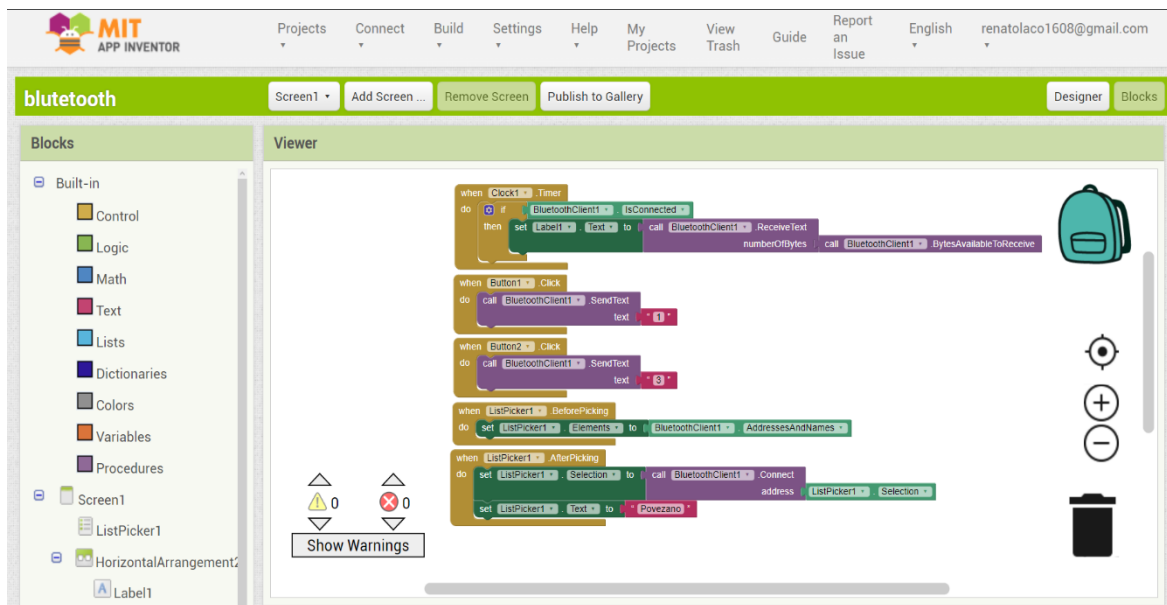 MIT
APP INVENTOR
Projects Connect Build Settings Help My Projects View Trash Guide Report an Issue English renatolaco1608@gmail.com
blutetooth Screen1 Add Screen ... Remove Screen Publish to Gallery Designer Blocks
Blocks
Viewer
Built-in
Control
Logic
Math
Text
Lists
Dictionaries
Colors
Variables
Procedures
Screen1
ListPicker1
HorizontalArrangement2
Label1
when Clock1 .Timer
do if BluetoothClient1 . IsConnected
then set Label1 . Text to call BluetoothClient1 .ReceiveText
numberOfBytes call BluetoothClient1 .BytesAvailableToReceive
when Button1 .Click
do call BluetoothClient1 .SendText
text " 1 "
when Button2 .Click
do call BluetoothClient1 .SendText
text " 3 "
when ListPicker1 .BeforePicking
do set ListPicker1 . Elements to BluetoothClient1 . AddressesAndNames
when ListPicker1 .AfterPicking
do set ListPicker1 . Selection to call BluetoothClient1 .Connect
address ListPicker1 . Selection
set ListPicker1 . Text to " Povezano "
0 0
Show Warnings